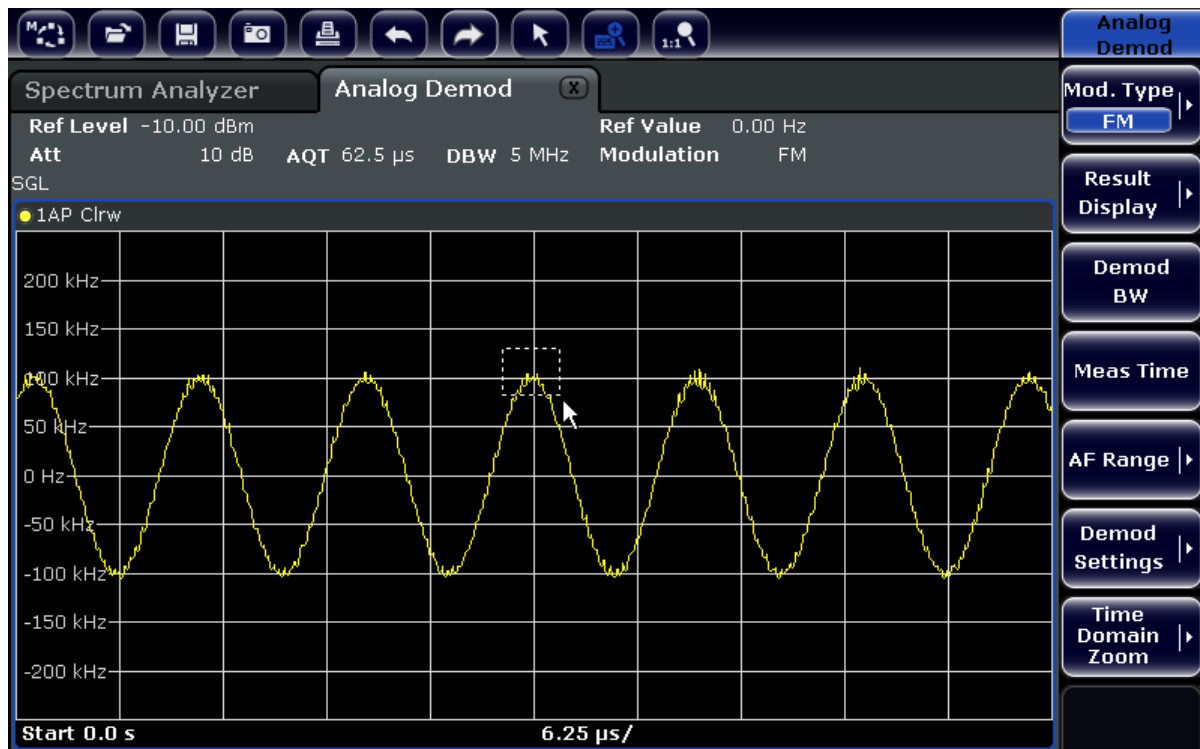 Analog
Demod
Spectrum Analyzer
Analog Demod
X
Mod. Type
FM
Ref Level -10.00 dBm
Ref Value 0.00 Hz
Att 10 dB AQT 62.5 µs DBW 5 MHz Modulation FM
SGL
1AP Clrw
Result
Display
Demod
BW
Meas Time
AF Range
Demod
Settings
Time
Domain
Zoom
M
1:1
200 kHz
150 kHz
100 kHz
50 kHz
0 Hz
-50 kHz
-100 kHz
-150 kHz
-200 kHz
Start 0.0 s
6.25 µs/